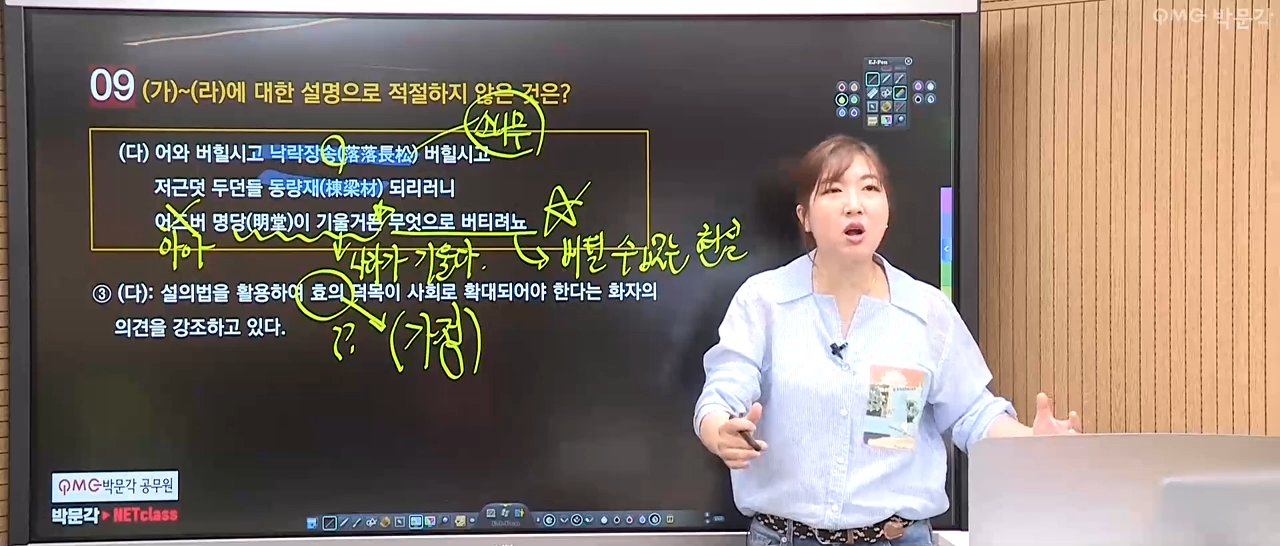 PMG 박문각
09 (가)~(라)에 대한 설명으로 적절하지 않은 것은?
소나무
(다) 어와 버힐시고 낙락장송(落落長松) 버힐시고
저근덧 두던들 동량재(棟梁材) 되리러니
어즈버 명당(明堂)이 기울거든 무엇으로 버티려뇨
아아
나라가 기울다.
버틸 수 없는 현실
③ (다): 설의법을 활용하여 효의 덕목이 사회로 확대되어야 한다는 화자의
의견을 강조하고 있다.
?? (가정)
PMG 박문각 공무원
박문각 ▶ NETclass
EJ-Pen